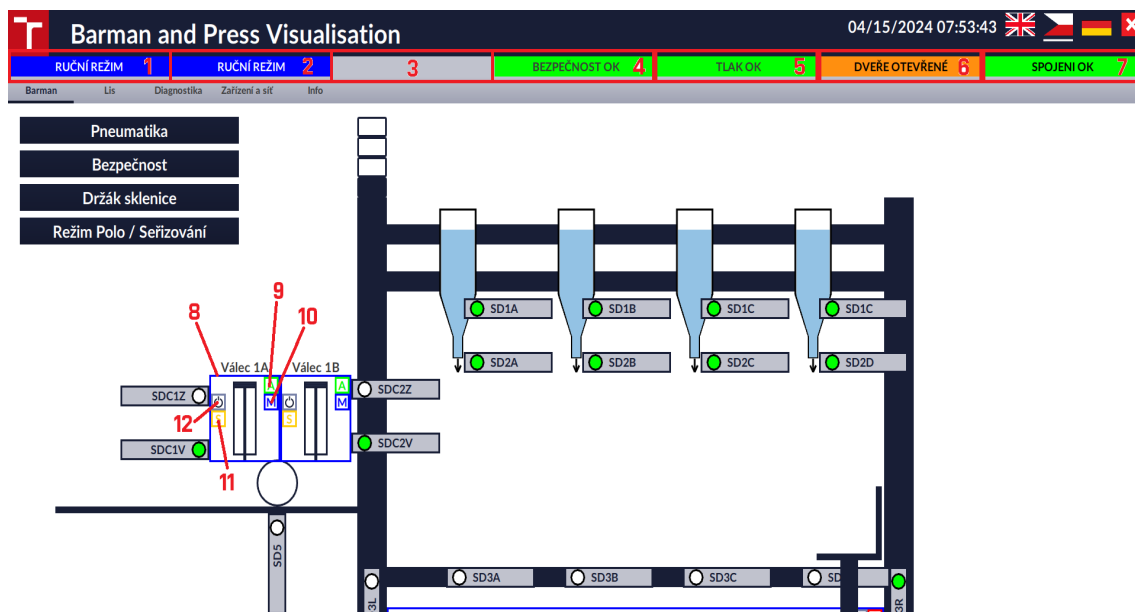 Barman and Press Visualisation
04/15/2024 07:53:43
RUČNÍ REŽIM 1
RUČNÍ REŽIM 2
3
BEZPEČNOST OK 4
TLAK OK 5
DVEŘE OTEVŘENÉ 6
SPOJENI OK 7
Barman Lis Diagnostika Zařízení a síť Info
Pneumatika
Bezpečnost
Držák sklenice
Režim Polo / Seřizování
SD1A SD1B SD1C SD1C
SD2A SD2B SD2C SD2D
8
9
10
Válec 1A Válec 1B
A A
SDC1Z SDC2Z
M M
12
S S
SDC1V SDC2V
11
SD5
SD3A SD3B SD3C SD
3L
3R